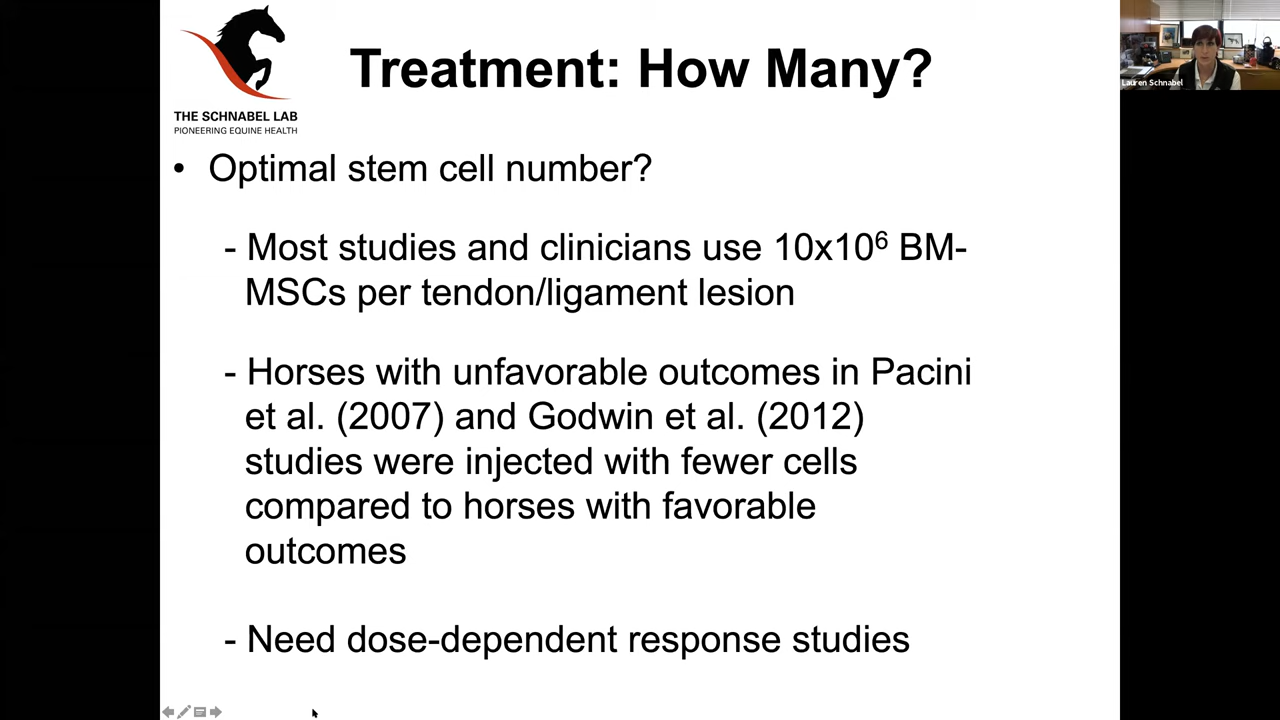 Treatment: How Many?
THE SCHNABEL LAB
PIONEERING EQUINE HEALTH
Lauren Schnabel
• Optimal stem cell number?
- Most studies and clinicians use 10x10⁶ BM-
MSCs per tendon/ligament lesion
- Horses with unfavorable outcomes in Pacini
et al. (2007) and Godwin et al. (2012)
studies were injected with fewer cells
compared to horses with favorable
outcomes
- Need dose-dependent response studies